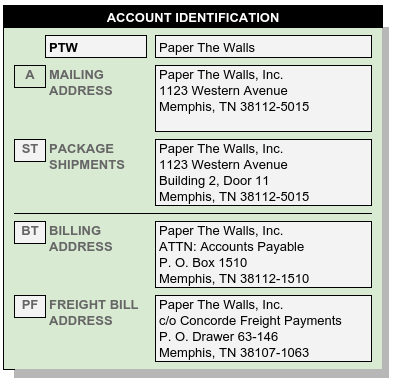 ACCOUNT IDENTIFICATION
PTW Paper The Walls
A MAILING ADDRESS
Paper The Walls, Inc.
1123 Western Avenue
Memphis, TN 38112-5015
ST PACKAGE SHIPMENTS
Paper The Walls, Inc.
1123 Western Avenue
Building 2, Door 11
Memphis, TN 38112-5015
BT BILLING ADDRESS
Paper The Walls, Inc.
ATTN: Accounts Payable
P. O. Box 1510
Memphis, TN 38112-1510
PF FREIGHT BILL ADDRESS
Paper The Walls, Inc.
c/o Concorde Freight Payments
P. O. Drawer 63-146
Memphis, TN 38107-1063